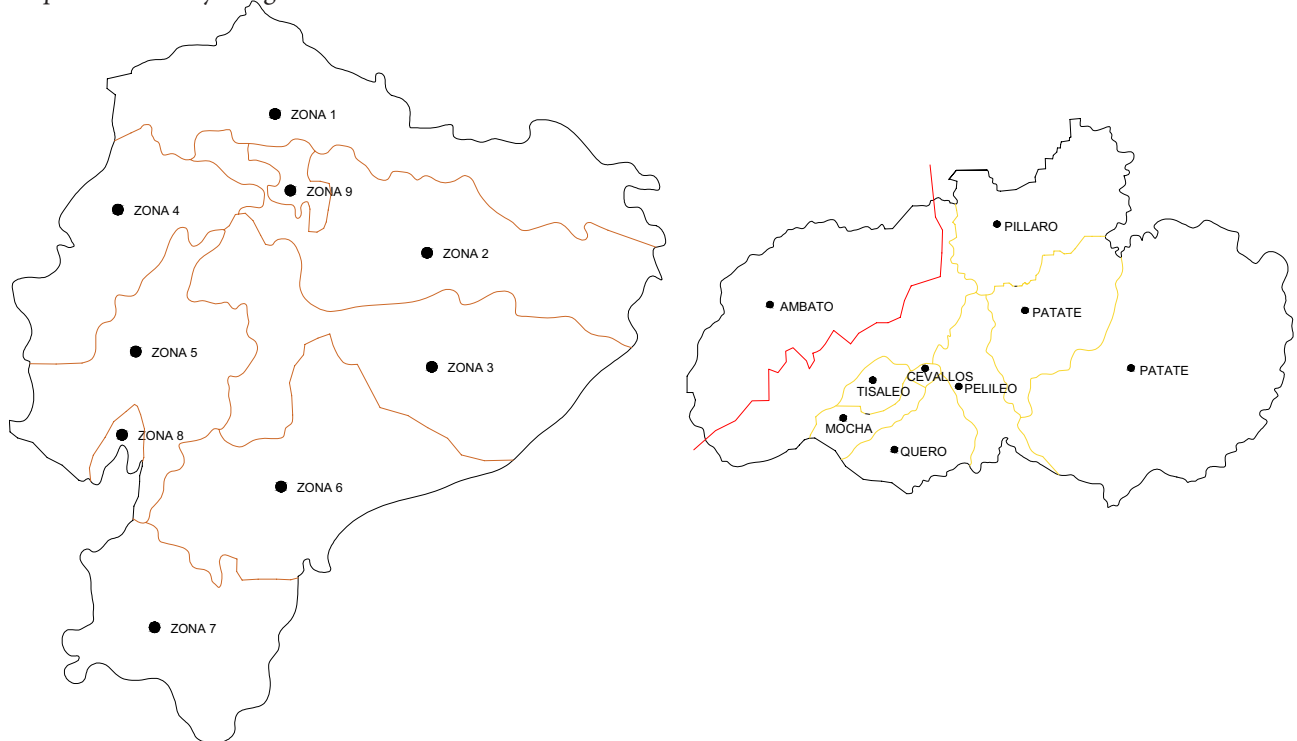 ZONA 1
ZONA 9
ZONA 4
ZONA 2
ZONA 5
ZONA 3
ZONA 8
ZONA 6
ZONA 7
PILLARO
AMBATO
PATATE
CEVALLOS
PATATE
TISALEO
PELILEO
MOCHA
QUERO